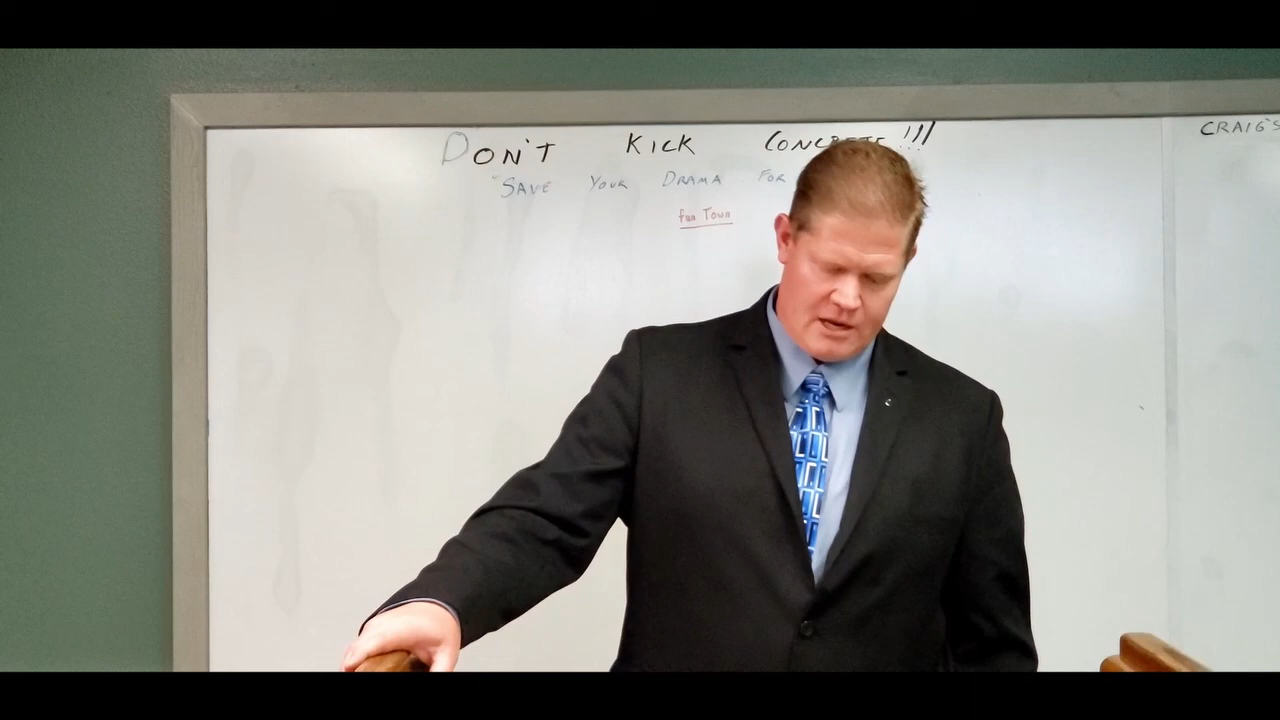 DON'T KICK CONCRETE!!!
"SAVE YOUR DRAMA FOR
fun Town
CRAIG'S